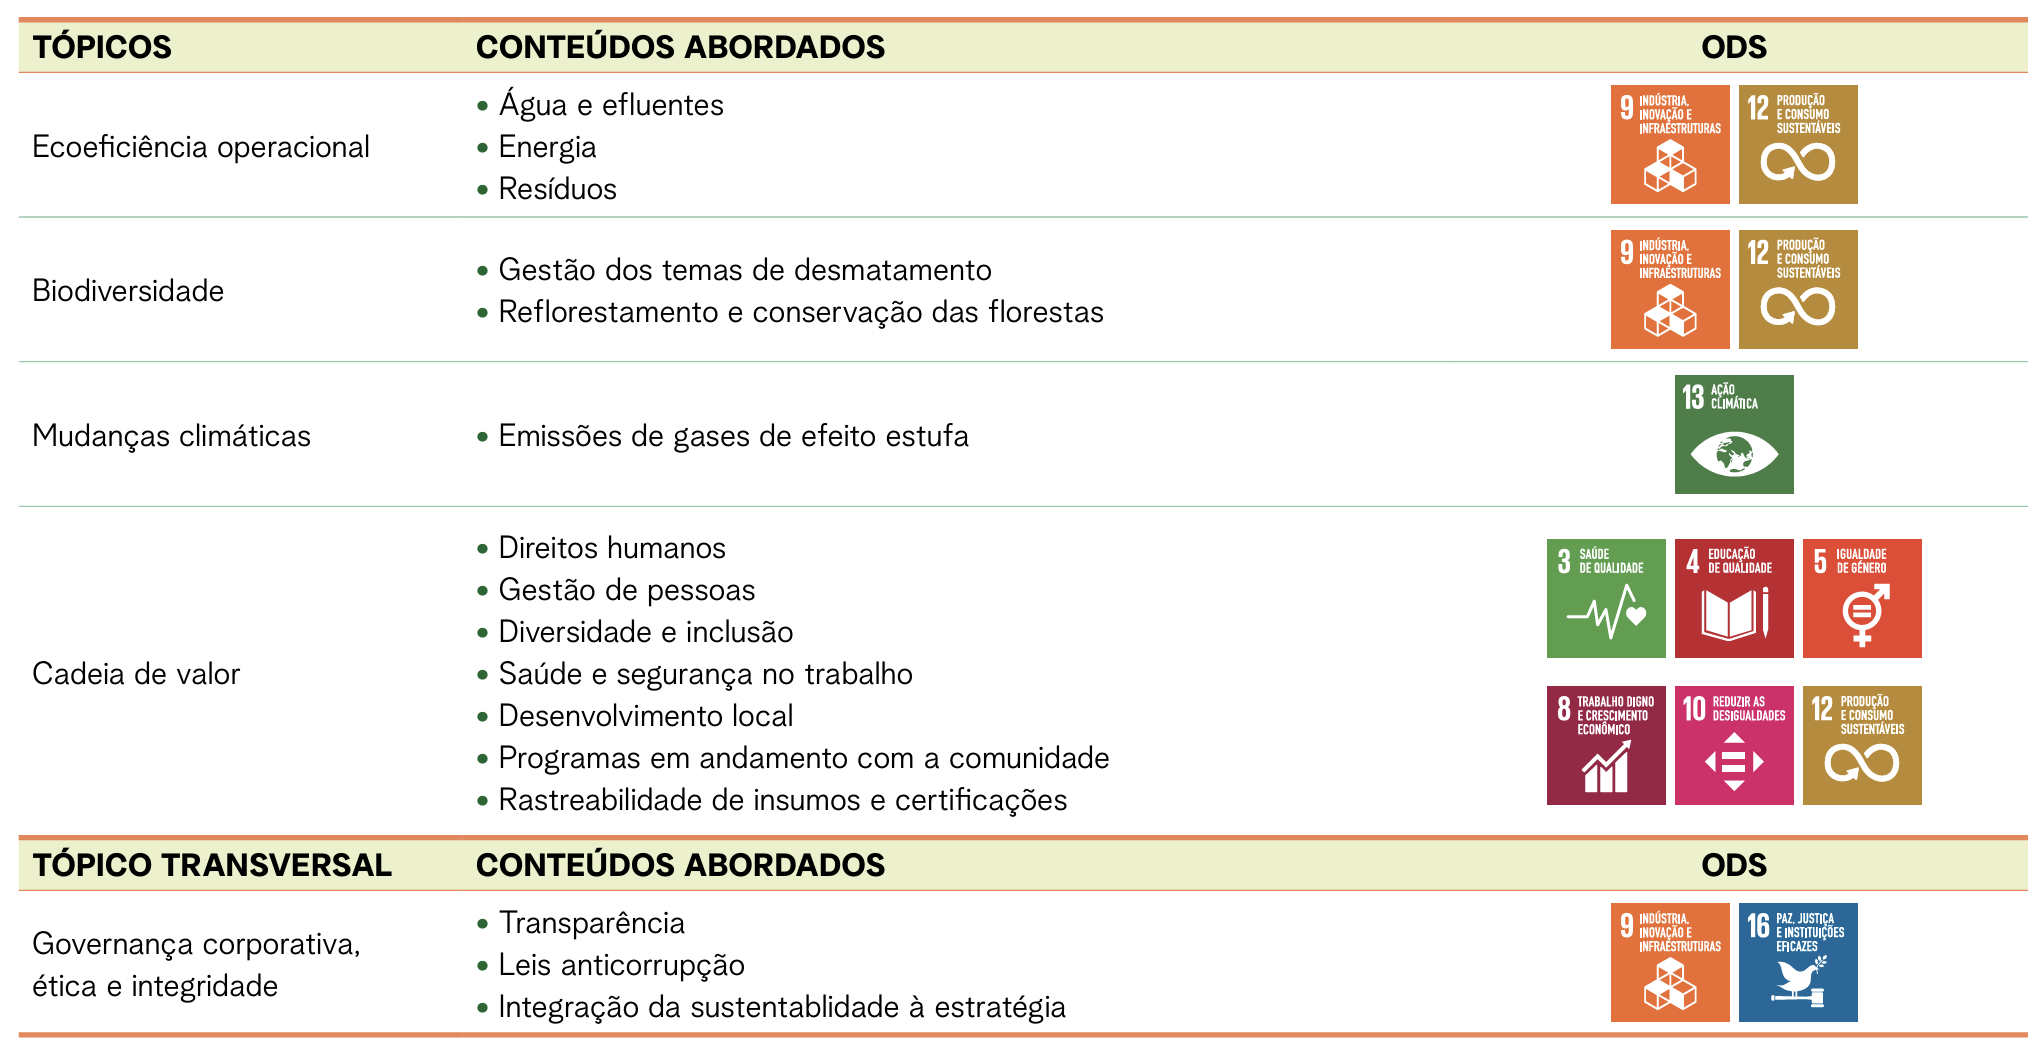 TÓPICOS CONTEÚDOS ABORDADOS ODS
Ecoeficiência operacional
• Água e efluentes
• Energia
• Resíduos
9 INDÚSTRIA,
INOVAÇÃO E
INFRAESTRUTURAS
12 PRODUÇÃO
E CONSUMO
SUSTENTÁVEIS
Biodiversidade
• Gestão dos temas de desmatamento
• Reflorestamento e conservação das florestas
9 INDÚSTRIA,
INOVAÇÃO E
INFRAESTRUTURAS
12 PRODUÇÃO
E CONSUMO
SUSTENTÁVEIS
Mudanças climáticas
• Emissões de gases de efeito estufa
13 AÇÃO
CLIMÁTICA
Cadeia de valor
• Direitos humanos
• Gestão de pessoas
• Diversidade e inclusão
• Saúde e segurança no trabalho
• Desenvolvimento local
• Programas em andamento com a comunidade
• Rastreabilidade de insumos e certificações
3 SAÚDE
DE QUALIDADE
4 EDUCAÇÃO
DE QUALIDADE
5 IGUALDADE
DE GÉNERO
8 TRABALHO DIGNO
E CRESCIMENTO
ECONÓMICO
10 REDUZIR AS
DESIGUALDADES
12 PRODUÇÃO
E CONSUMO
SUSTENTÁVEIS
TÓPICO TRANSVERSAL CONTEÚDOS ABORDADOS ODS
Governança corporativa,
ética e integridade
• Transparência
• Leis anticorrupção
• Integração da sustentablidade à estratégia
9 INDÚSTRIA,
INOVAÇÃO E
INFRAESTRUTURAS
16 PAZ, JUSTIÇA
E INSTITUIÇÕES
EFICAZES